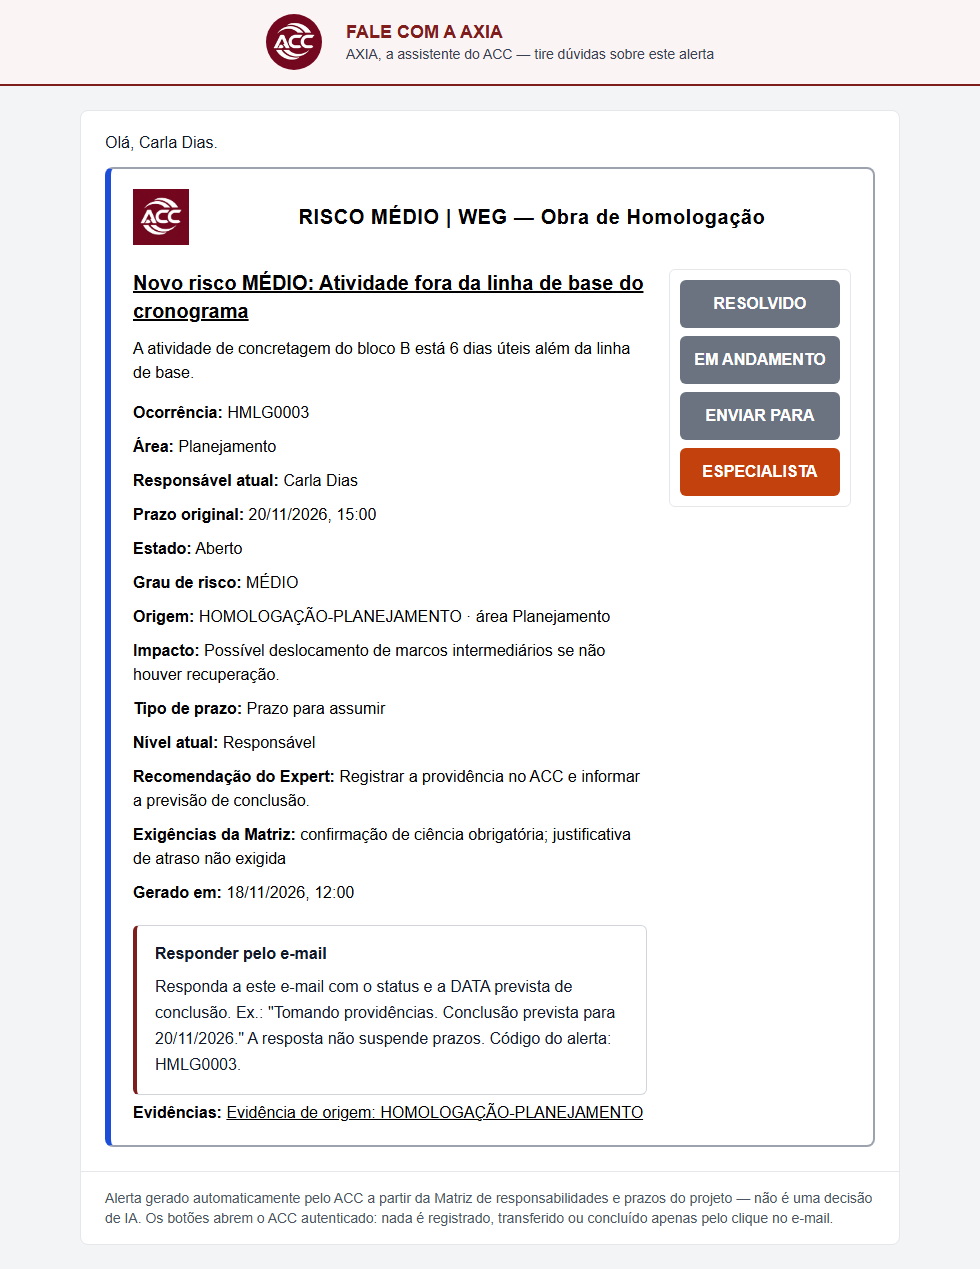 ACC
FALE COM A AXIA
AXIA, a assistente do ACC — tire dúvidas sobre este alerta
Olá, Carla Dias.
ACC
RISCO MÉDIO | WEG — Obra de Homologação
Novo risco MÉDIO: Atividade fora da linha de base do
cronograma
A atividade de concretagem do bloco B está 6 dias úteis além da linha
de base.
Ocorrência: HMLG0003
Área: Planejamento
Responsável atual: Carla Dias
Prazo original: 20/11/2026, 15:00
Estado: Aberto
Grau de risco: MÉDIO
Origem: HOMOLOGAÇÃO-PLANEJAMENTO · área Planejamento
Impacto: Possível deslocamento de marcos intermediários se não
houver recuperação.
Tipo de prazo: Prazo para assumir
Nível atual: Responsável
Recomendação do Expert: Registrar a providência no ACC e informar
a previsão de conclusão.
Exigências da Matriz: confirmação de ciência obrigatória; justificativa
de atraso não exigida
Gerado em: 18/11/2026, 12:00
Responder pelo e-mail
Responda a este e-mail com o status e a DATA prevista de
conclusão. Ex.: "Tomando providências. Conclusão prevista para
20/11/2026." A resposta não suspende prazos. Código do alerta:
HMLG0003.
Evidências: Evidência de origem: HOMOLOGAÇÃO-PLANEJAMENTO
RESOLVIDO
EM ANDAMENTO
ENVIAR PARA
ESPECIALISTA
Alerta gerado automaticamente pelo ACC a partir da Matriz de responsabilidades e prazos do projeto — não é uma decisão
de IA. Os botões abrem o ACC autenticado: nada é registrado, transferido ou concluído apenas pelo clique no e-mail.